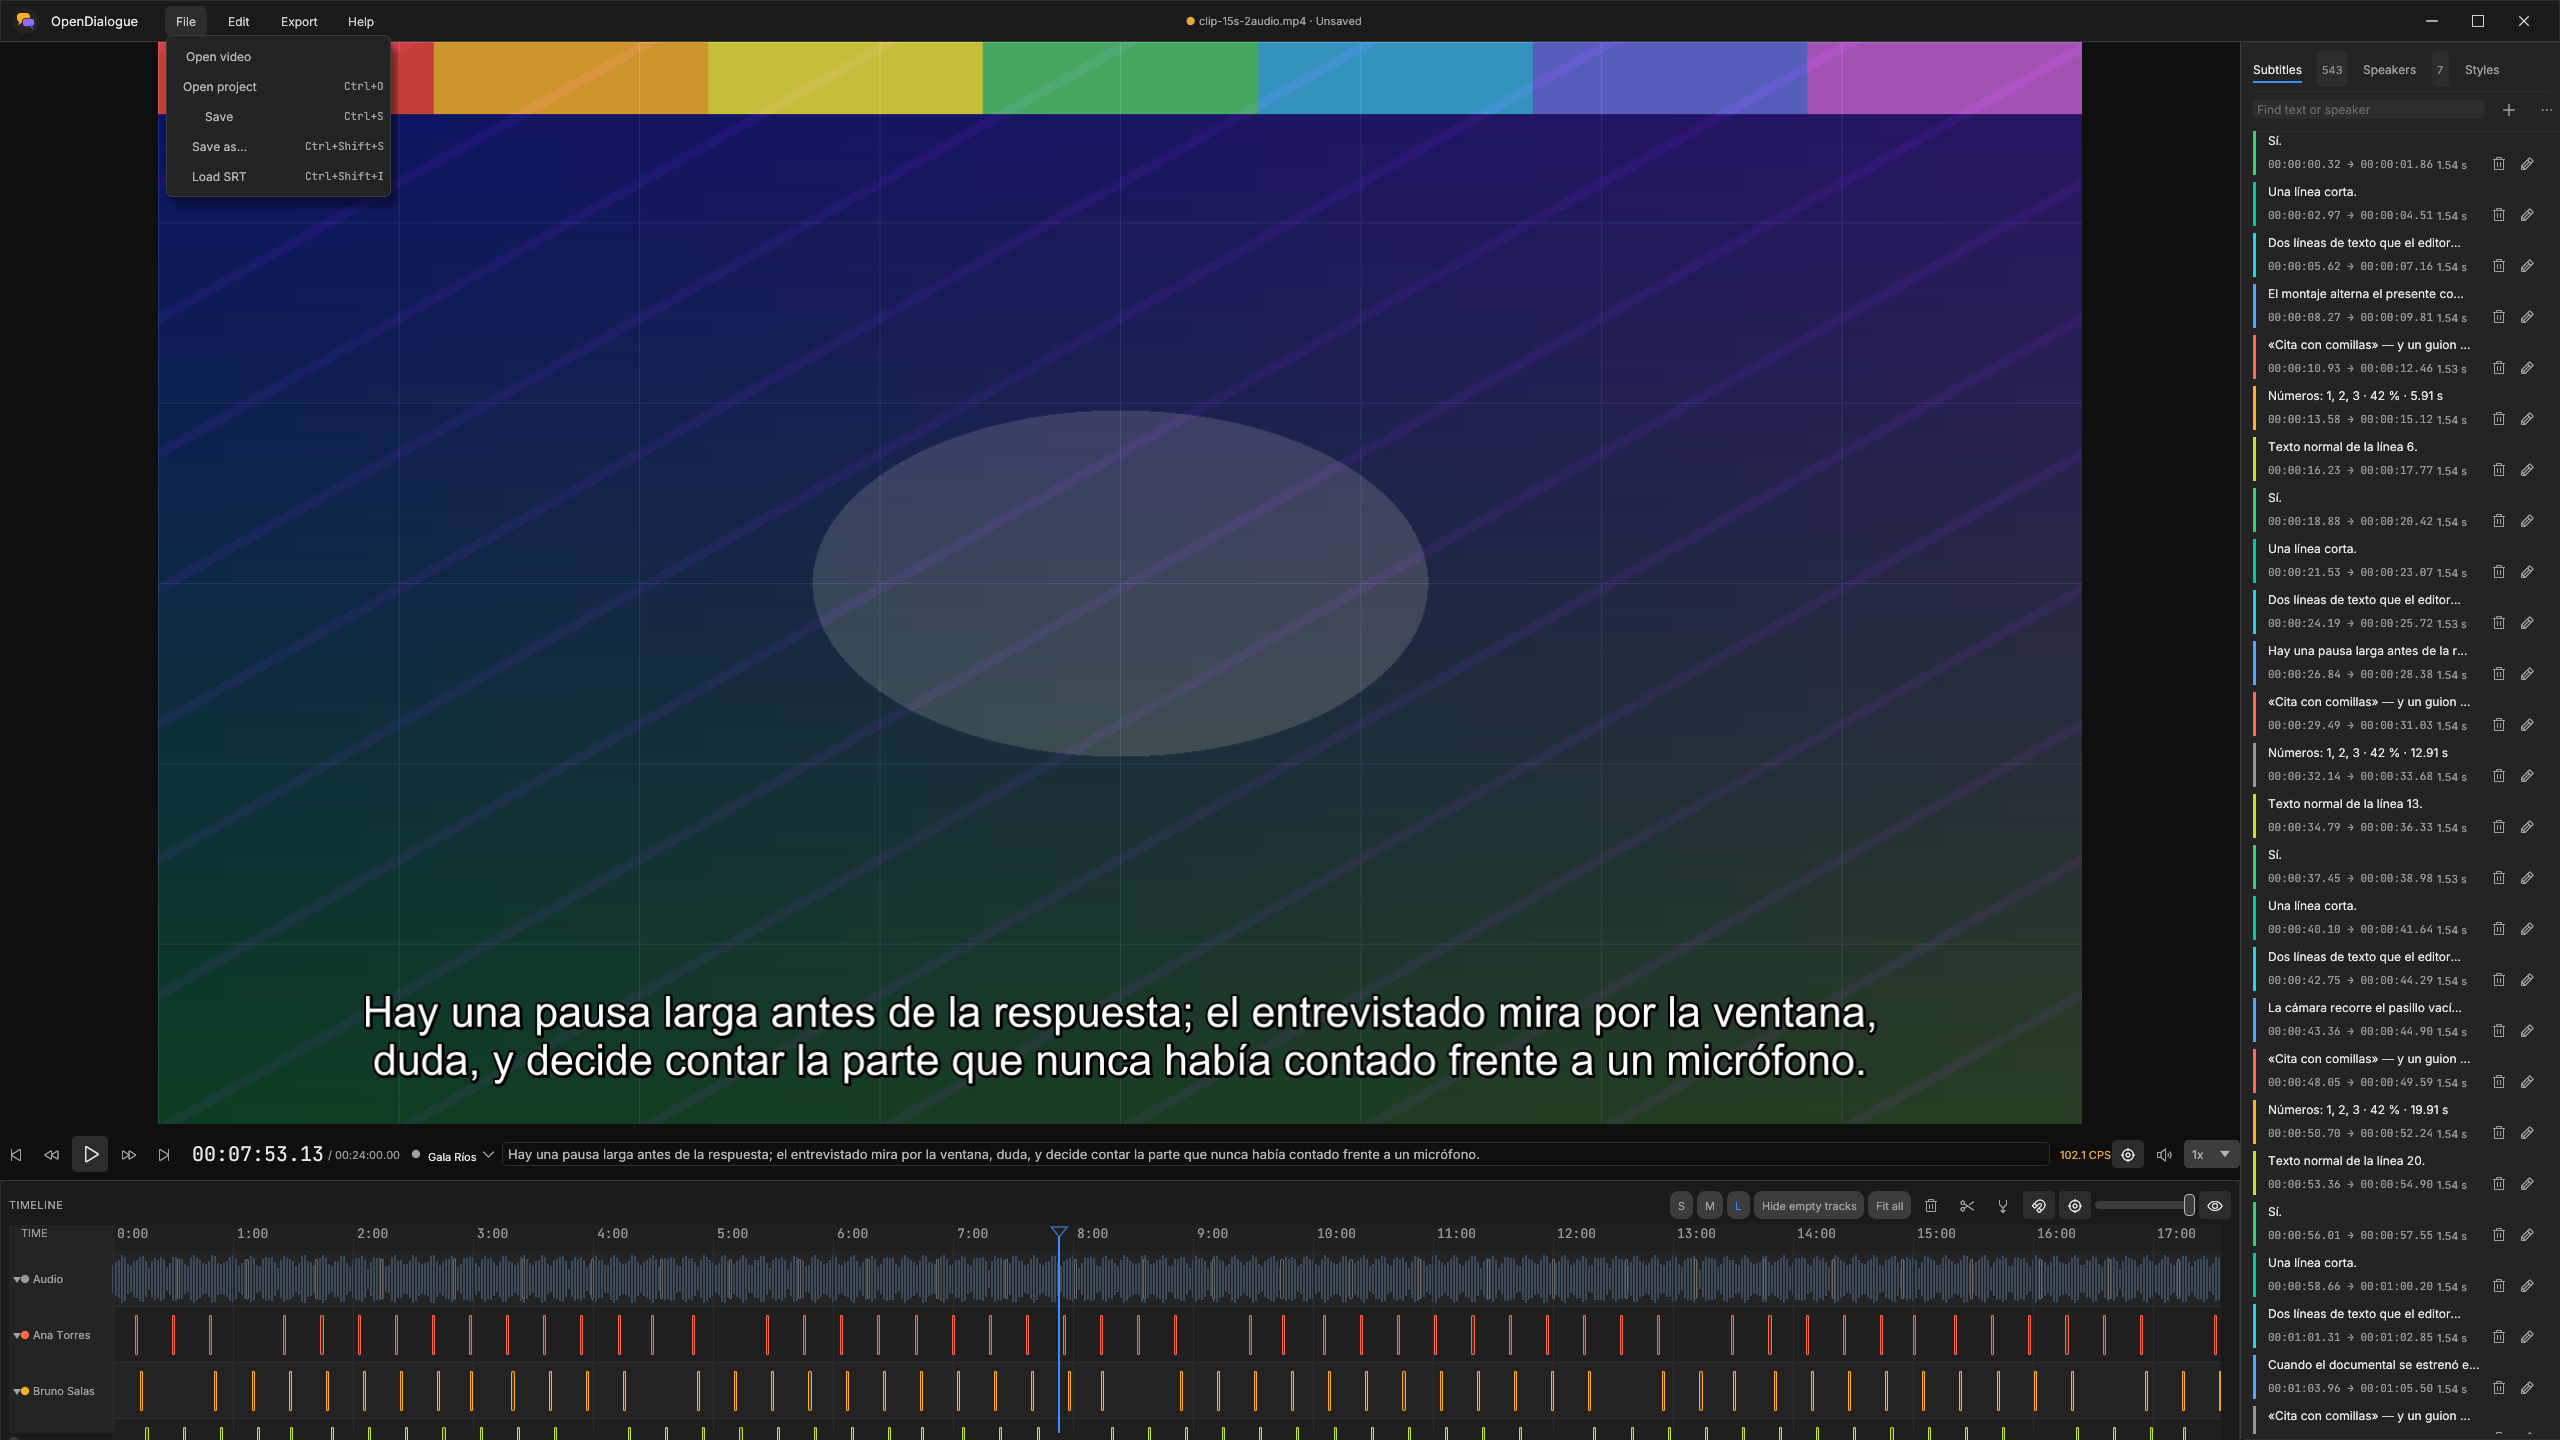 OpenDialogue
File Edit Export Help
clip-15s-2audio.mp4 · Unsaved
Open video
Open project Ctrl+O
Save Ctrl+S
Save as... Ctrl+Shift+S
Load SRT Ctrl+Shift+I
Hay una pausa larga antes de la respuesta; el entrevistado mira por la ventana,
duda, y decide contar la parte que nunca había contado frente a un micrófono.
00:07:53.13 / 00:24:00.00 Gala Ríos Hay una pausa larga antes de la respuesta; el entrevistado mira por la ventana, duda, y decide contar la parte que nunca había contado frente a un micrófono. 102.1 CPS 1x
TIMELINE S M L Hide empty tracks Fit all
TIME 0:00 1:00 2:00 3:00 4:00 5:00 6:00 7:00 8:00 9:00 10:00 11:00 12:00 13:00 14:00 15:00 16:00 17:00
Audio
Ana Torres
Bruno Salas
Subtitles 543 Speakers 7 Styles
Find text or speaker
Sí.
00:00:00.32 → 00:00:01.86 1.54 s
Una línea corta.
00:00:02.97 → 00:00:04.51 1.54 s
Dos líneas de texto que el editor...
00:00:05.62 → 00:00:07.16 1.54 s
El montaje alterna el presente co...
00:00:08.27 → 00:00:09.81 1.54 s
«Cita con comillas» — y un guion ...
00:00:10.93 → 00:00:12.46 1.53 s
Números: 1, 2, 3 · 42 % · 5.91 s
00:00:13.58 → 00:00:15.12 1.54 s
Texto normal de la línea 6.
00:00:16.23 → 00:00:17.77 1.54 s
Sí.
00:00:18.88 → 00:00:20.42 1.54 s
Una línea corta.
00:00:21.53 → 00:00:23.07 1.54 s
Dos líneas de texto que el editor...
00:00:24.19 → 00:00:25.72 1.53 s
Hay una pausa larga antes de la r...
00:00:26.84 → 00:00:28.38 1.54 s
«Cita con comillas» — y un guion ...
00:00:29.49 → 00:00:31.03 1.54 s
Números: 1, 2, 3 · 42 % · 12.91 s
00:00:32.14 → 00:00:33.68 1.54 s
Texto normal de la línea 13.
00:00:34.79 → 00:00:36.33 1.54 s
Sí.
00:00:37.45 → 00:00:38.98 1.53 s
Una línea corta.
00:00:40.10 → 00:00:41.64 1.54 s
Dos líneas de texto que el editor...
00:00:42.75 → 00:00:44.29 1.54 s
La cámara recorre el pasillo vací...
00:00:43.36 → 00:00:44.90 1.54 s
«Cita con comillas» — y un guion ...
00:00:48.05 → 00:00:49.59 1.54 s
Números: 1, 2, 3 · 42 % · 19.91 s
00:00:50.70 → 00:00:52.24 1.54 s
Texto normal de la línea 20.
00:00:53.36 → 00:00:54.90 1.54 s
Sí.
00:00:56.01 → 00:00:57.55 1.54 s
Una línea corta.
00:00:58.66 → 00:01:00.20 1.54 s
Dos líneas de texto que el editor...
00:01:01.31 → 00:01:02.85 1.54 s
Cuando el documental se estrenó e...
00:01:03.96 → 00:01:05.50 1.54 s
«Cita con comillas» — y un guion ...